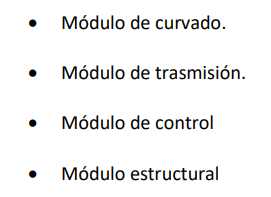 • Módulo de curvado.
• Módulo de trasmisión.
• Módulo de control
• Módulo estructural